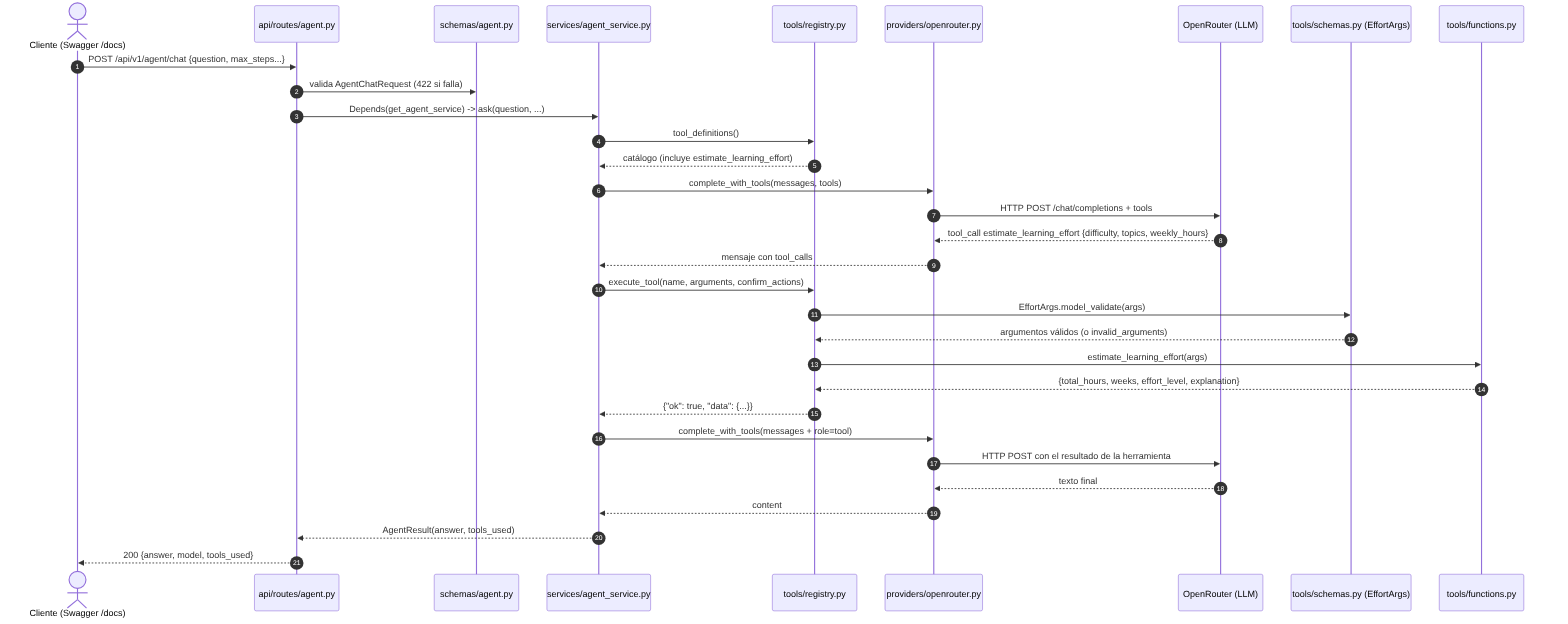 Cliente (Swagger /docs)
api/routes/agent.py
schemas/agent.py
services/agent_service.py
tools/registry.py
providers/openrouter.py
OpenRouter (LLM)
tools/schemas.py (EffortArgs)
tools/functions.py
1 POST /api/v1/agent/chat {question, max_steps...}
2 valida AgentChatRequest (422 si falla)
3 Depends(get_agent_service) -> ask(question, ...)
4 tool_definitions()
5 catálogo (incluye estimate_learning_effort)
6 complete_with_tools(messages, tools)
7 HTTP POST /chat/completions + tools
8 tool_call estimate_learning_effort {difficulty, topics, weekly_hours}
9 mensaje con tool_calls
10 execute_tool(name, arguments, confirm_actions)
11 EffortArgs.model_validate(args)
12 argumentos válidos (o invalid_arguments)
13 estimate_learning_effort(args)
14 {total_hours, weeks, effort_level, explanation}
15 {"ok": true, "data": {...}}
16 complete_with_tools(messages + role=tool)
17 HTTP POST con el resultado de la herramienta
18 texto final
19 content
20 AgentResult(answer, tools_used)
21 200 {answer, model, tools_used}
Cliente (Swagger /docs)
api/routes/agent.py
schemas/agent.py
services/agent_service.py
tools/registry.py
providers/openrouter.py
OpenRouter (LLM)
tools/schemas.py (EffortArgs)
tools/functions.py